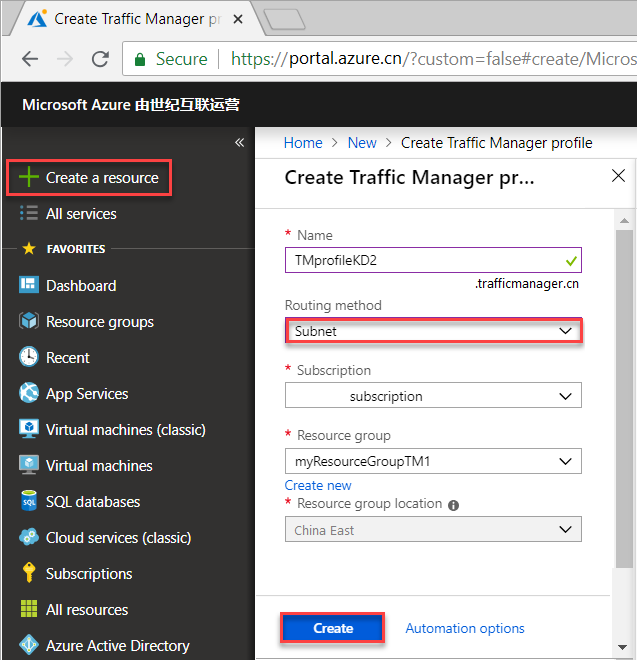 Create Traffic Manager pr
Secure
https://portal.azure.cn/?custom=false#create/Micros
Microsoft Azure 由世纪互联运营
«
Home > New > Create Traffic Manager profile
Create a resource
All services
FAVORITES
Dashboard
Resource groups
Recent
App Services
Virtual machines (classic)
Virtual machines
SQL databases
Cloud services (classic)
Subscriptions
All resources
Azure Active Directory
Create Traffic Manager pr...
* Name
TMprofileKD2
.trafficmanager.cn
Routing method
Subnet
* Subscription
subscription
* Resource group
myResourceGroupTM1
Create new
* Resource group location
China East
Create
Automation options